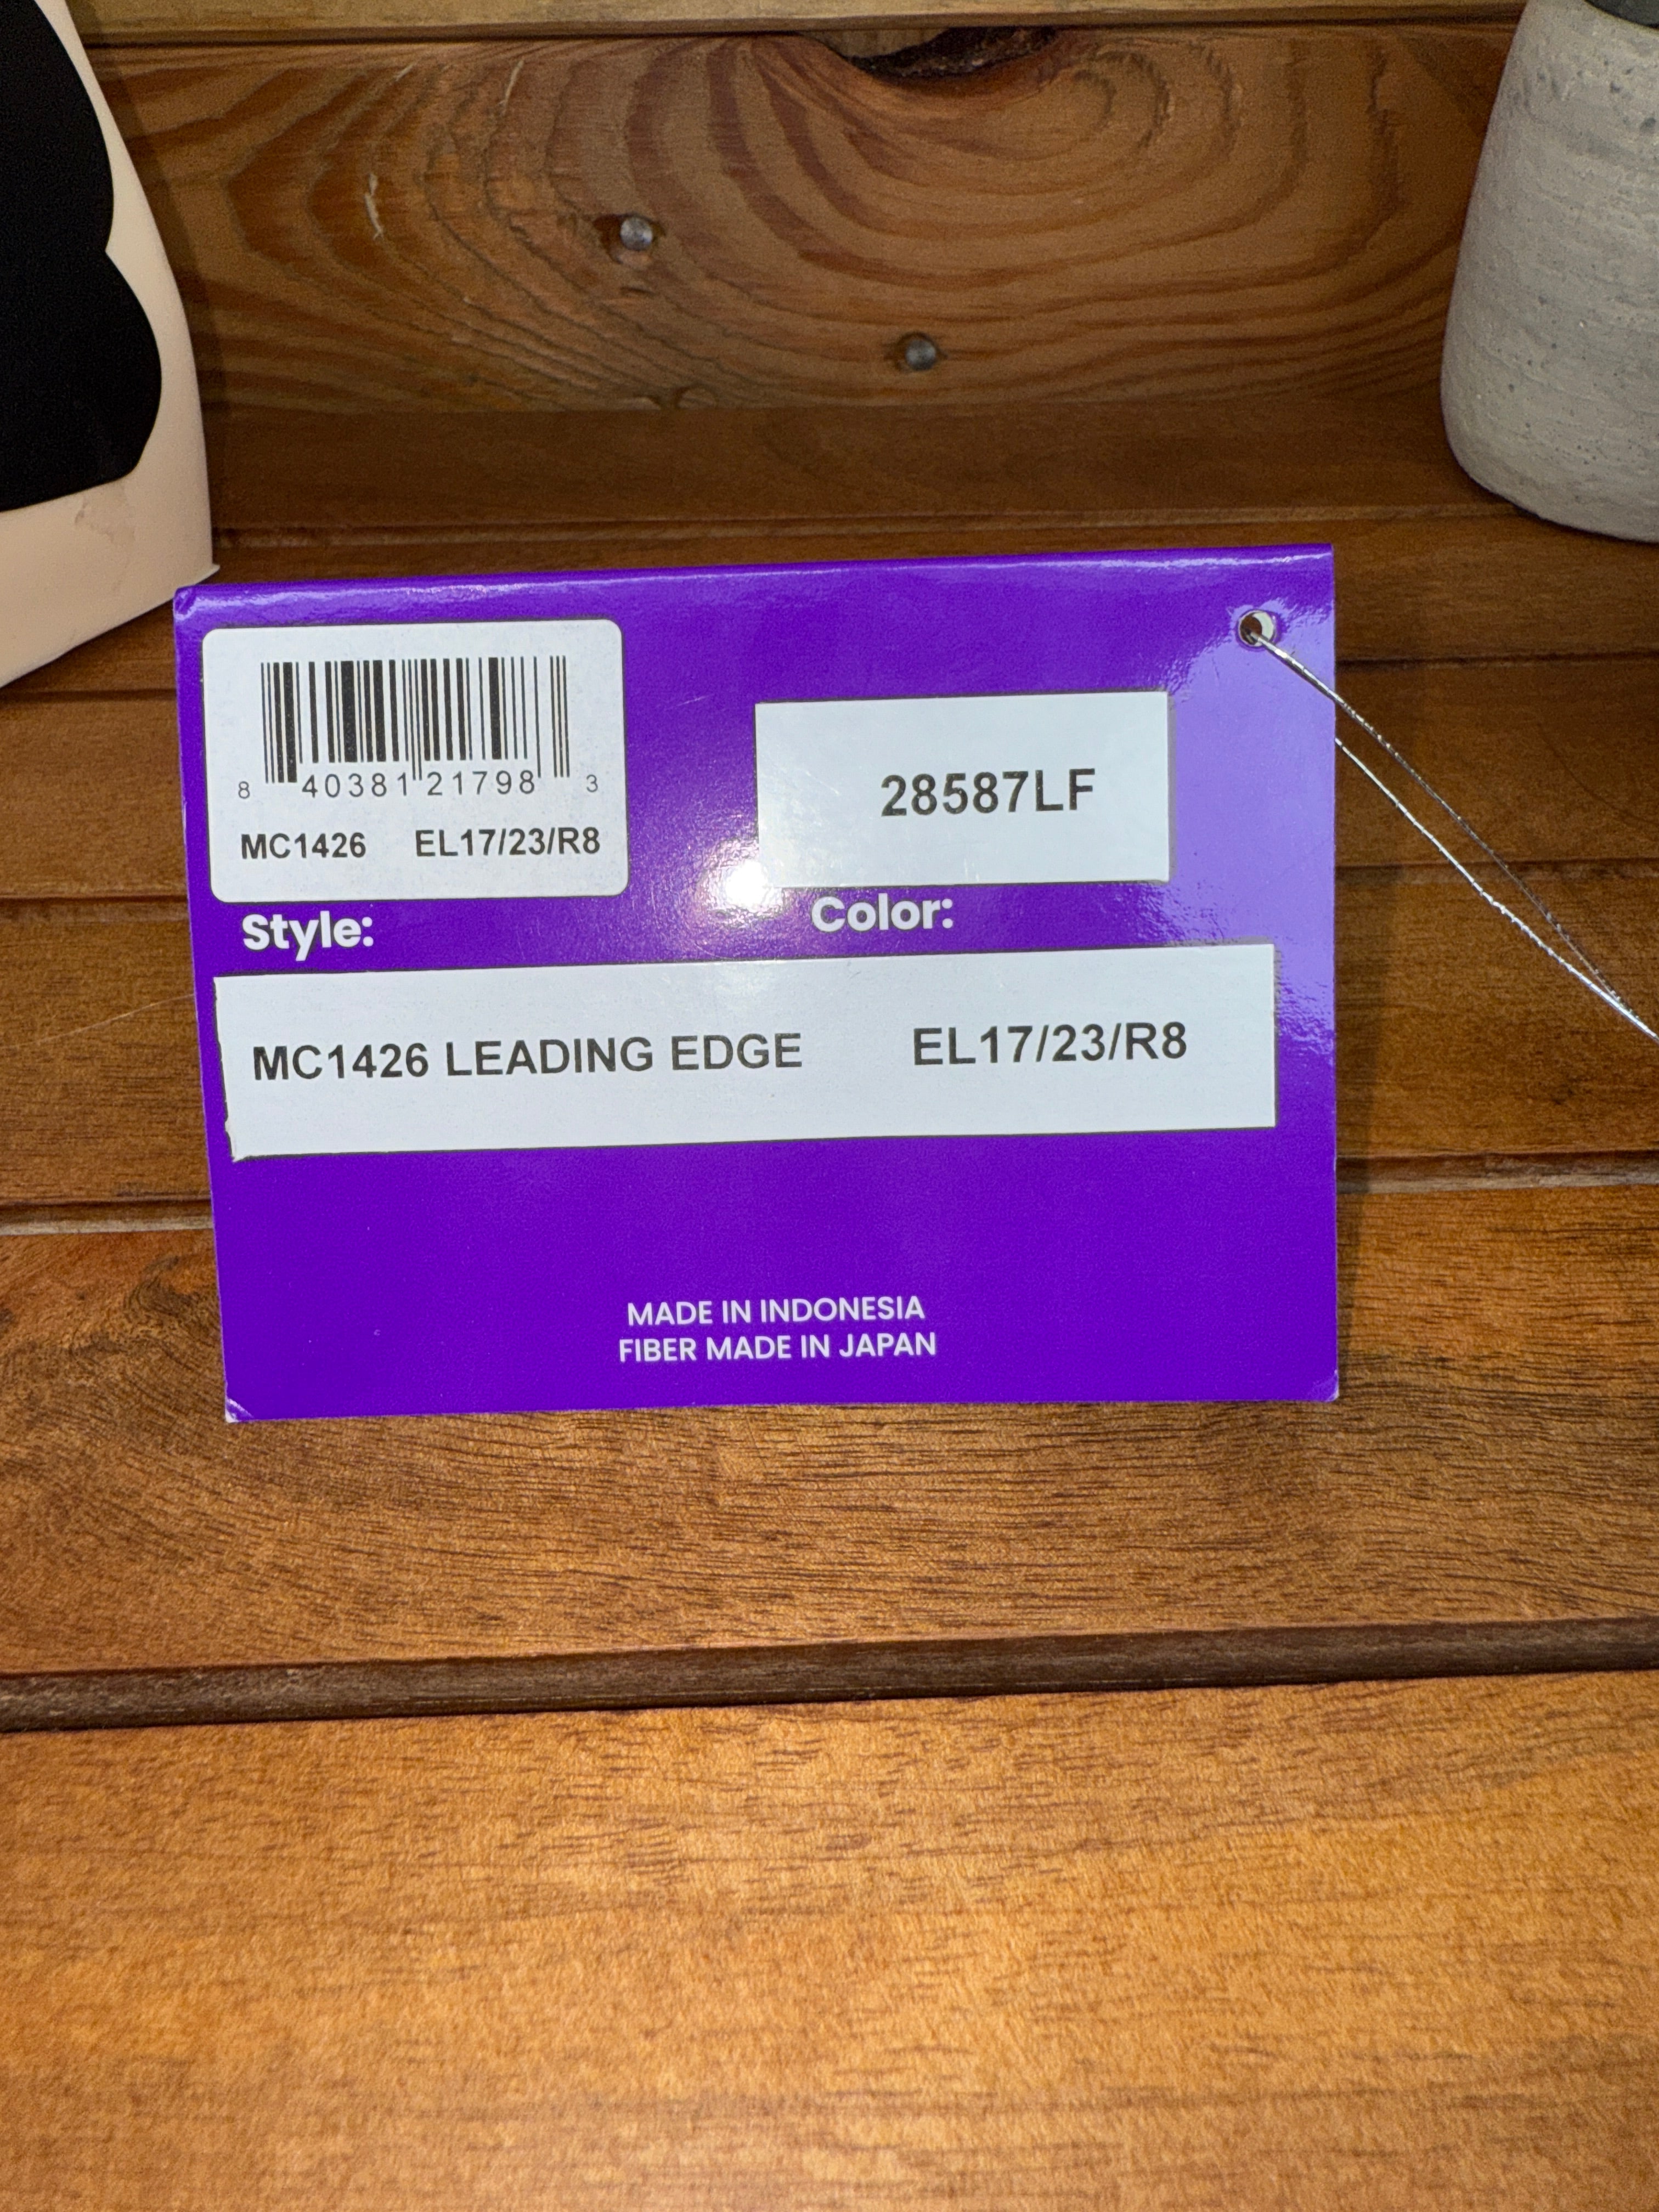 8 40381 21798 3
MC1426 EL17/23/R8
28587LF
Style: Color:
MC1426 LEADING EDGE EL17/23/R8
MADE IN INDONESIA
FIBER MADE IN JAPAN